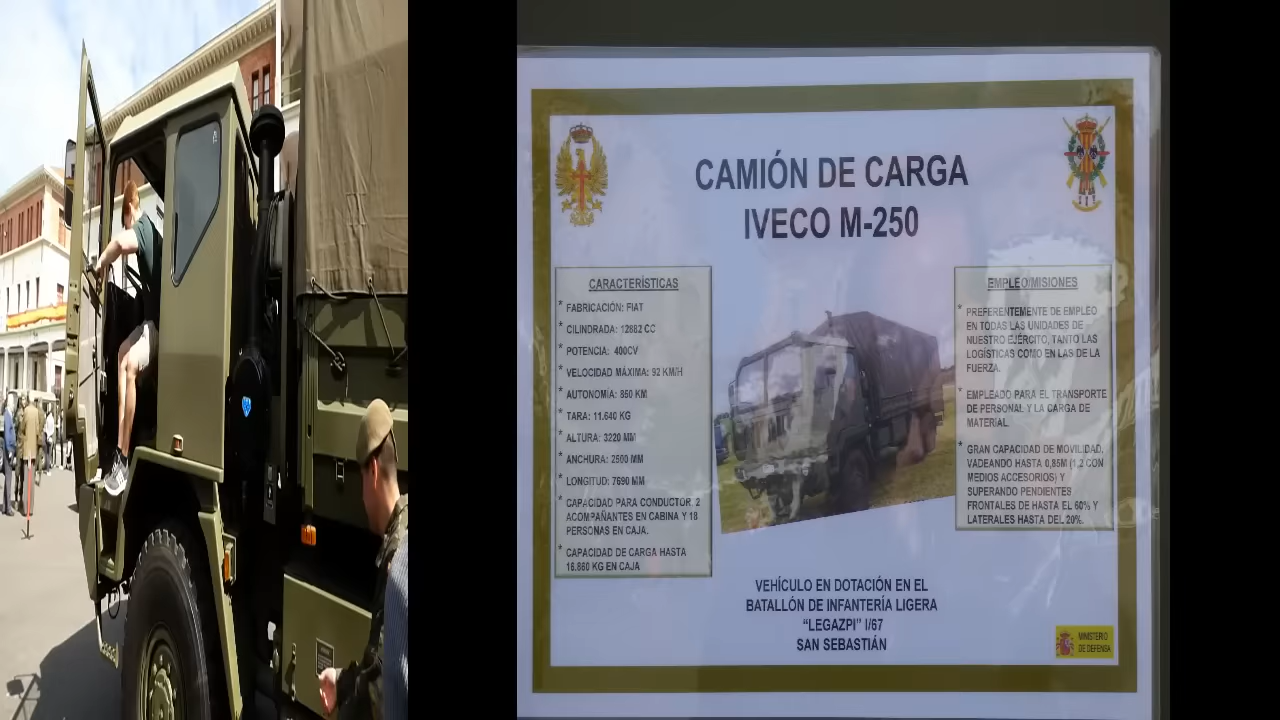 CAMIÓN DE CARGA
IVECO M-250
CARACTERÍSTICAS
* FABRICACIÓN: FIAT
* CILINDRADA: 12882 CC
* POTENCIA: 400CV
* VELOCIDAD MÁXIMA: 92 KM/H
* AUTONOMÍA: 850 KM
* TARA: 11.640 KG
* ALTURA: 3220 MM
* ANCHURA: 2500 MM
* LONGITUD: 7690 MM
* CAPACIDAD PARA CONDUCTOR, 2
ACOMPAÑANTES EN CABINA Y 18
PERSONAS EN CAJA.
* CAPACIDAD DE CARGA HASTA
16.860 KG EN CAJA
EMPLEO/MISIONES
* PREFERENTEMENTE DE EMPLEO
EN TODAS LAS UNIDADES DE
NUESTRO EJÉRCITO, TANTO LAS
LOGÍSTICAS COMO EN LAS DE LA
FUERZA.
* EMPLEADO PARA EL TRANSPORTE
DE PERSONAL Y LA CARGA DE
MATERIAL.
* GRAN CAPACIDAD DE MOVILIDAD,
VADEANDO HASTA 0,85M (1,2 CON
MEDIOS ACCESORIOS) Y
SUPERANDO PENDIENTES
FRONTALES DE HASTA EL 60% Y
LATERALES HASTA DEL 20%.
VEHÍCULO EN DOTACIÓN EN EL
BATALLÓN DE INFANTERÍA LIGERA
“LEGAZPI” I/67
SAN SEBASTIÁN
MINISTERIO
DE DEFENSA